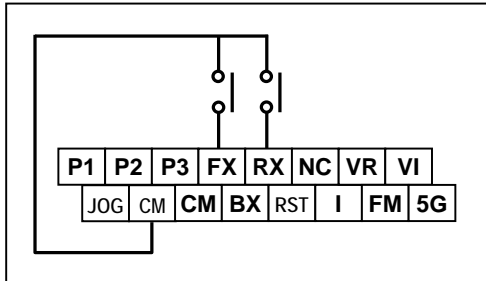 P1 P2 P3 FX RX NC VR VI
JOG CM CM BX RST I FM 5G